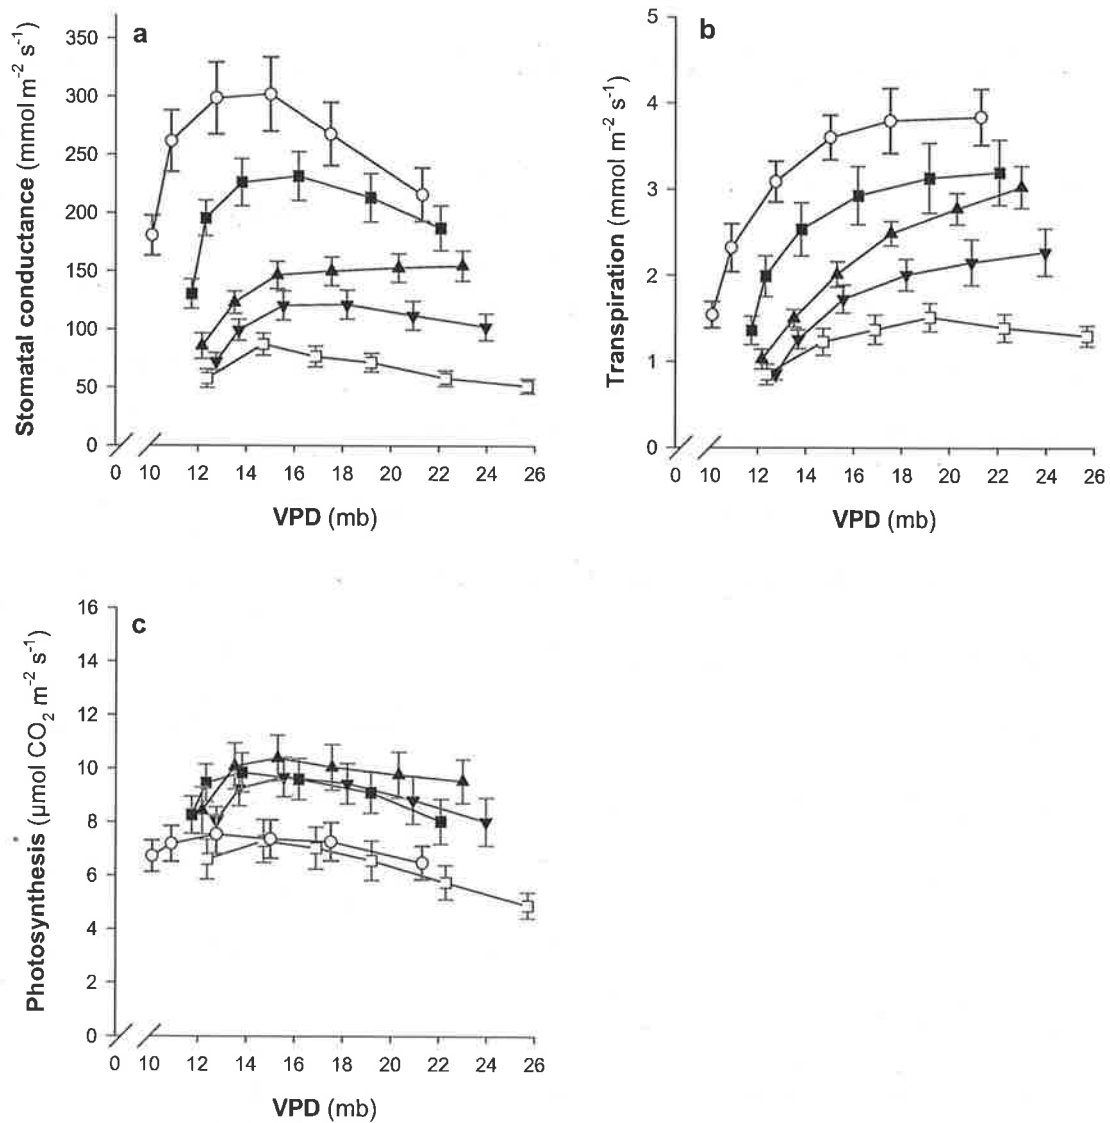 a
350
300
250
200
150
100
50
0
Stomatal conductance (mmol m⁻² s⁻¹)
0 10 12 14 16 18 20 22 24 26
VPD (mb)
b
5
4
3
2
1
0
Transpiration (mmol m⁻² s⁻¹)
0 10 12 14 16 18 20 22 24 26
VPD (mb)
c
16
14
12
10
8
6
4
2
0
Photosynthesis (µmol CO₂ m⁻² s⁻¹)
0 10 12 14 16 18 20 22 24 26
VPD (mb)